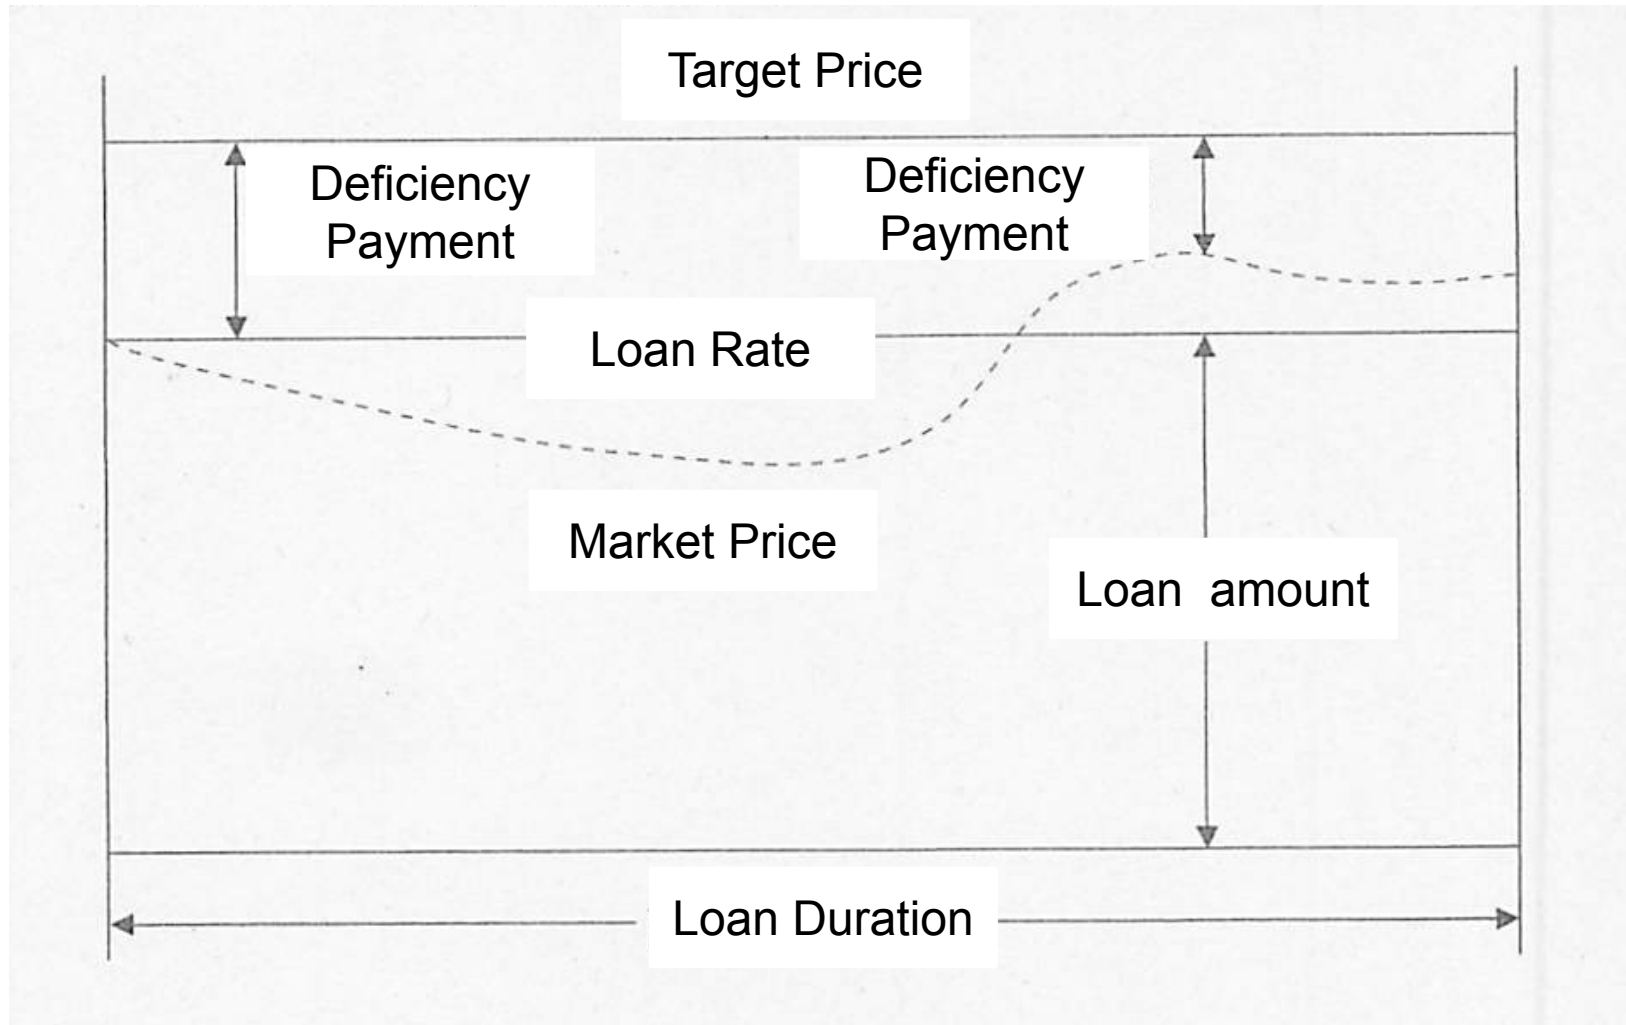 Target Price
Deficiency
Payment
Deficiency
Payment
Loan Rate
Market Price
Loan amount
Loan Duration